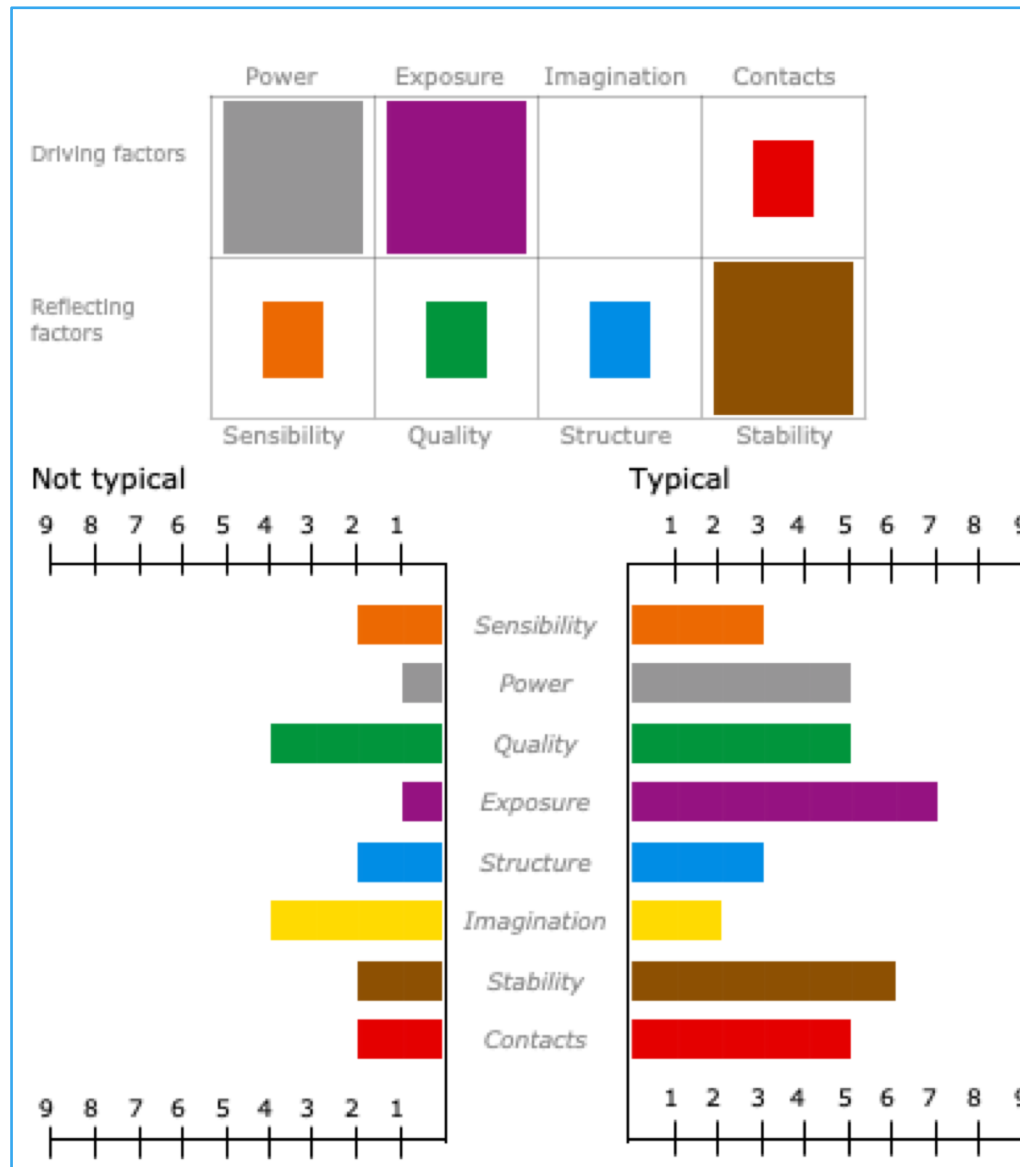 Power Exposure Imagination Contacts
Driving factors
Reflecting
factors
Sensibility Quality Structure Stability
Not typical Typical
9 8 7 6 5 4 3 2 1 1 2 3 4 5 6 7 8 9
Sensibility
Power
Quality
Exposure
Structure
Imagination
Stability
Contacts
9 8 7 6 5 4 3 2 1 1 2 3 4 5 6 7 8 9